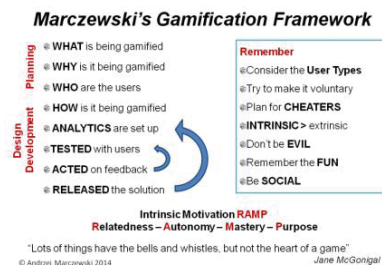 Marczewski's Gamification Framework
Planning
WHAT is being gamified
WHY is it being gamified
WHO are the users
Design
Development
HOW is it being gamified
ANALYTICS are set up
TESTED with users
ACTED on feedback
RELEASED the solution
Remember
Consider the User Types
Try to make it voluntary
Plan for CHEATERS
INTRINSIC > extrinsic
Don't be EVIL
Remember the FUN
Be SOCIAL
Intrinsic Motivation RAMP
Relatedness – Autonomy – Mastery – Purpose
"Lots of things have the bells and whistles, but not the heart of a game"
Jane McGonigal
© Andrzej Marczewski 2014